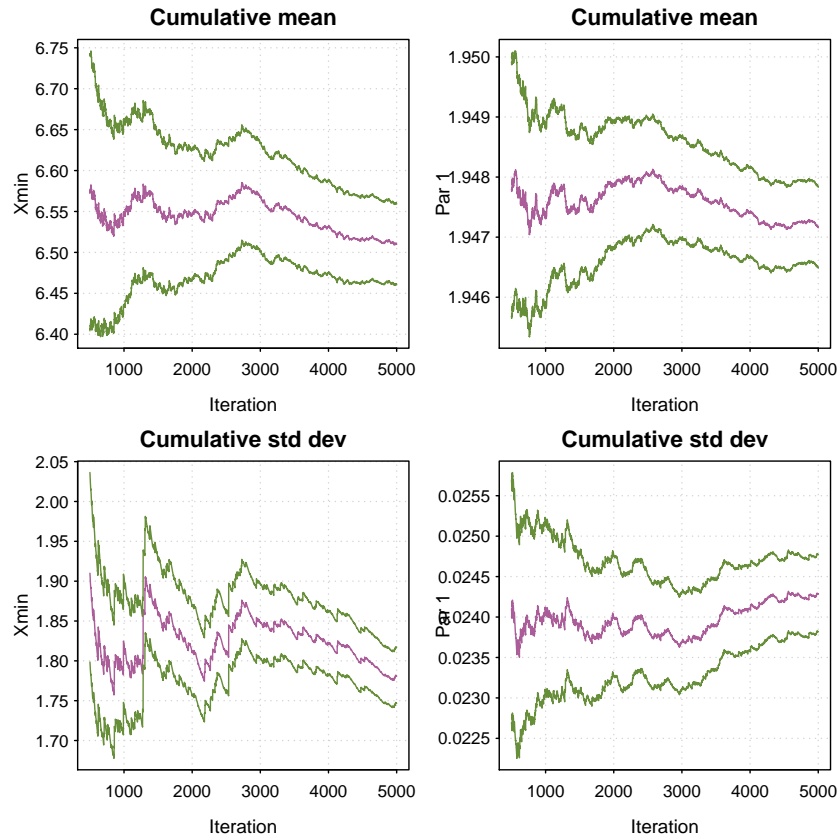 Cumulative mean
Xmin
6.75
6.70
6.65
6.60
6.55
6.50
6.45
6.40
1000 2000 3000 4000 5000
Iteration
Cumulative mean
Par 1
1.950
1.949
1.948
1.947
1.946
1000 2000 3000 4000 5000
Iteration
Cumulative std dev
Xmin
2.05
2.00
1.95
1.90
1.85
1.80
1.75
1.70
1000 2000 3000 4000 5000
Iteration
Cumulative std dev
Par 1
0.0255
0.0250
0.0245
0.0240
0.0235
0.0230
0.0225
1000 2000 3000 4000 5000
Iteration